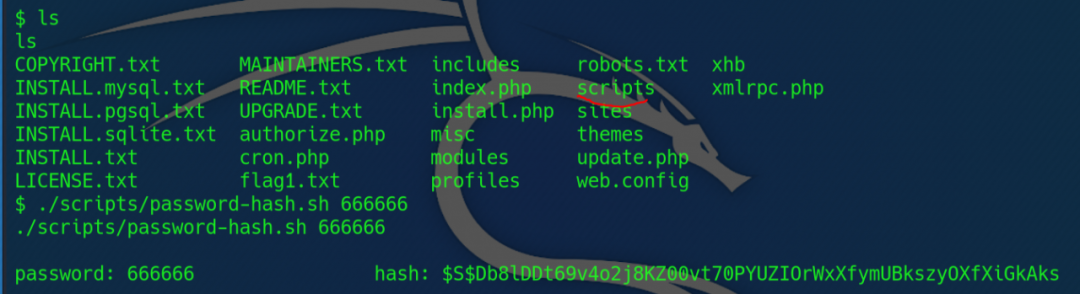 $ ls
ls
COPYRIGHT.txt MAINTAINERS.txt includes robots.txt xhb
INSTALL.mysql.txt README.txt index.php scripts xmlrpc.php
INSTALL.pgsql.txt UPGRADE.txt install.php sites
INSTALL.sqlite.txt authorize.php misc themes
INSTALL.txt cron.php modules update.php
LICENSE.txt flag1.txt profiles web.config
$ ./scripts/password-hash.sh 666666
./scripts/password-hash.sh 666666
password: 666666 hash: $S$Db8lDDt69v4o2j8KZ00vt70PYUZIOrWxXfymUBkszyOXfXiGkAks